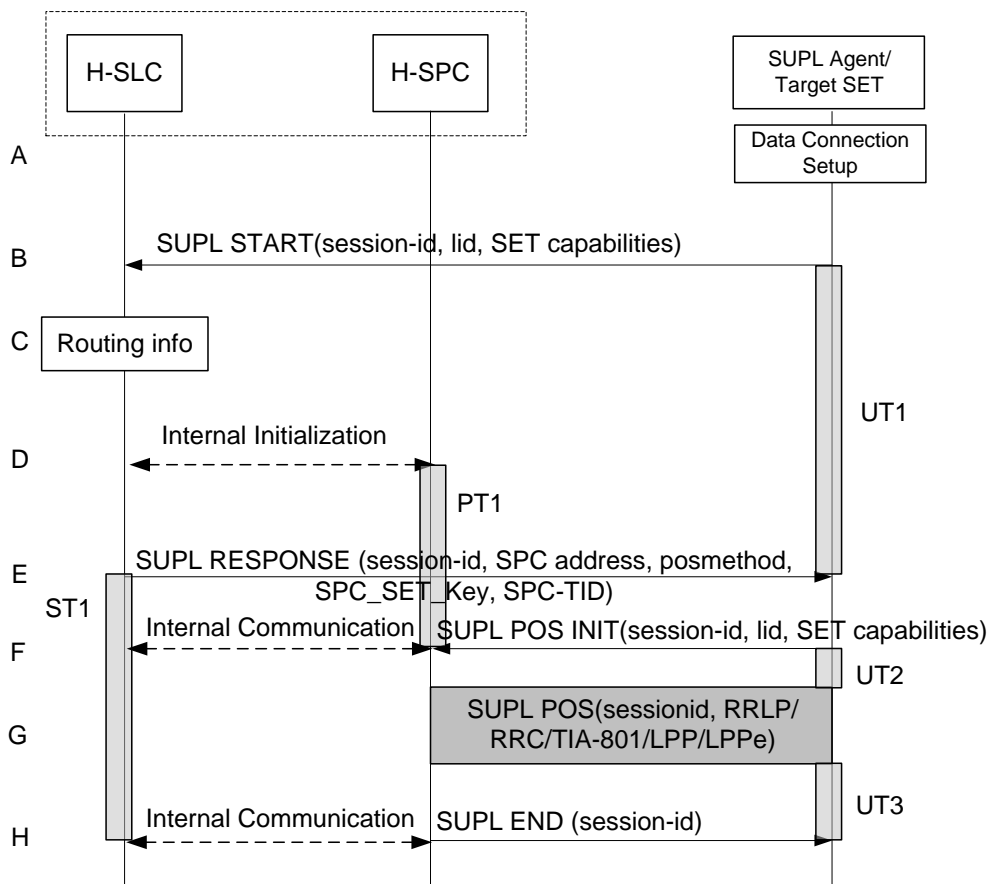 H-SLC
H-SPC
SUPL Agent/
Target SET
A
Data Connection
Setup
B
SUPL START(session-id, lid, SET capabilities)
C
Routing info
UT1
D
Internal Initialization
PT1
E
SUPL RESPONSE (session-id, SPC address, posmethod,
SPC_SET_Key, SPC-TID)
ST1
F
Internal Communication
SUPL POS INIT(session-id, lid, SET capabilities)
UT2
G
SUPL POS(sessionid, RRLP/
RRC/TIA-801/LPP/LPPe)
UT3
H
Internal Communication
SUPL END (session-id)